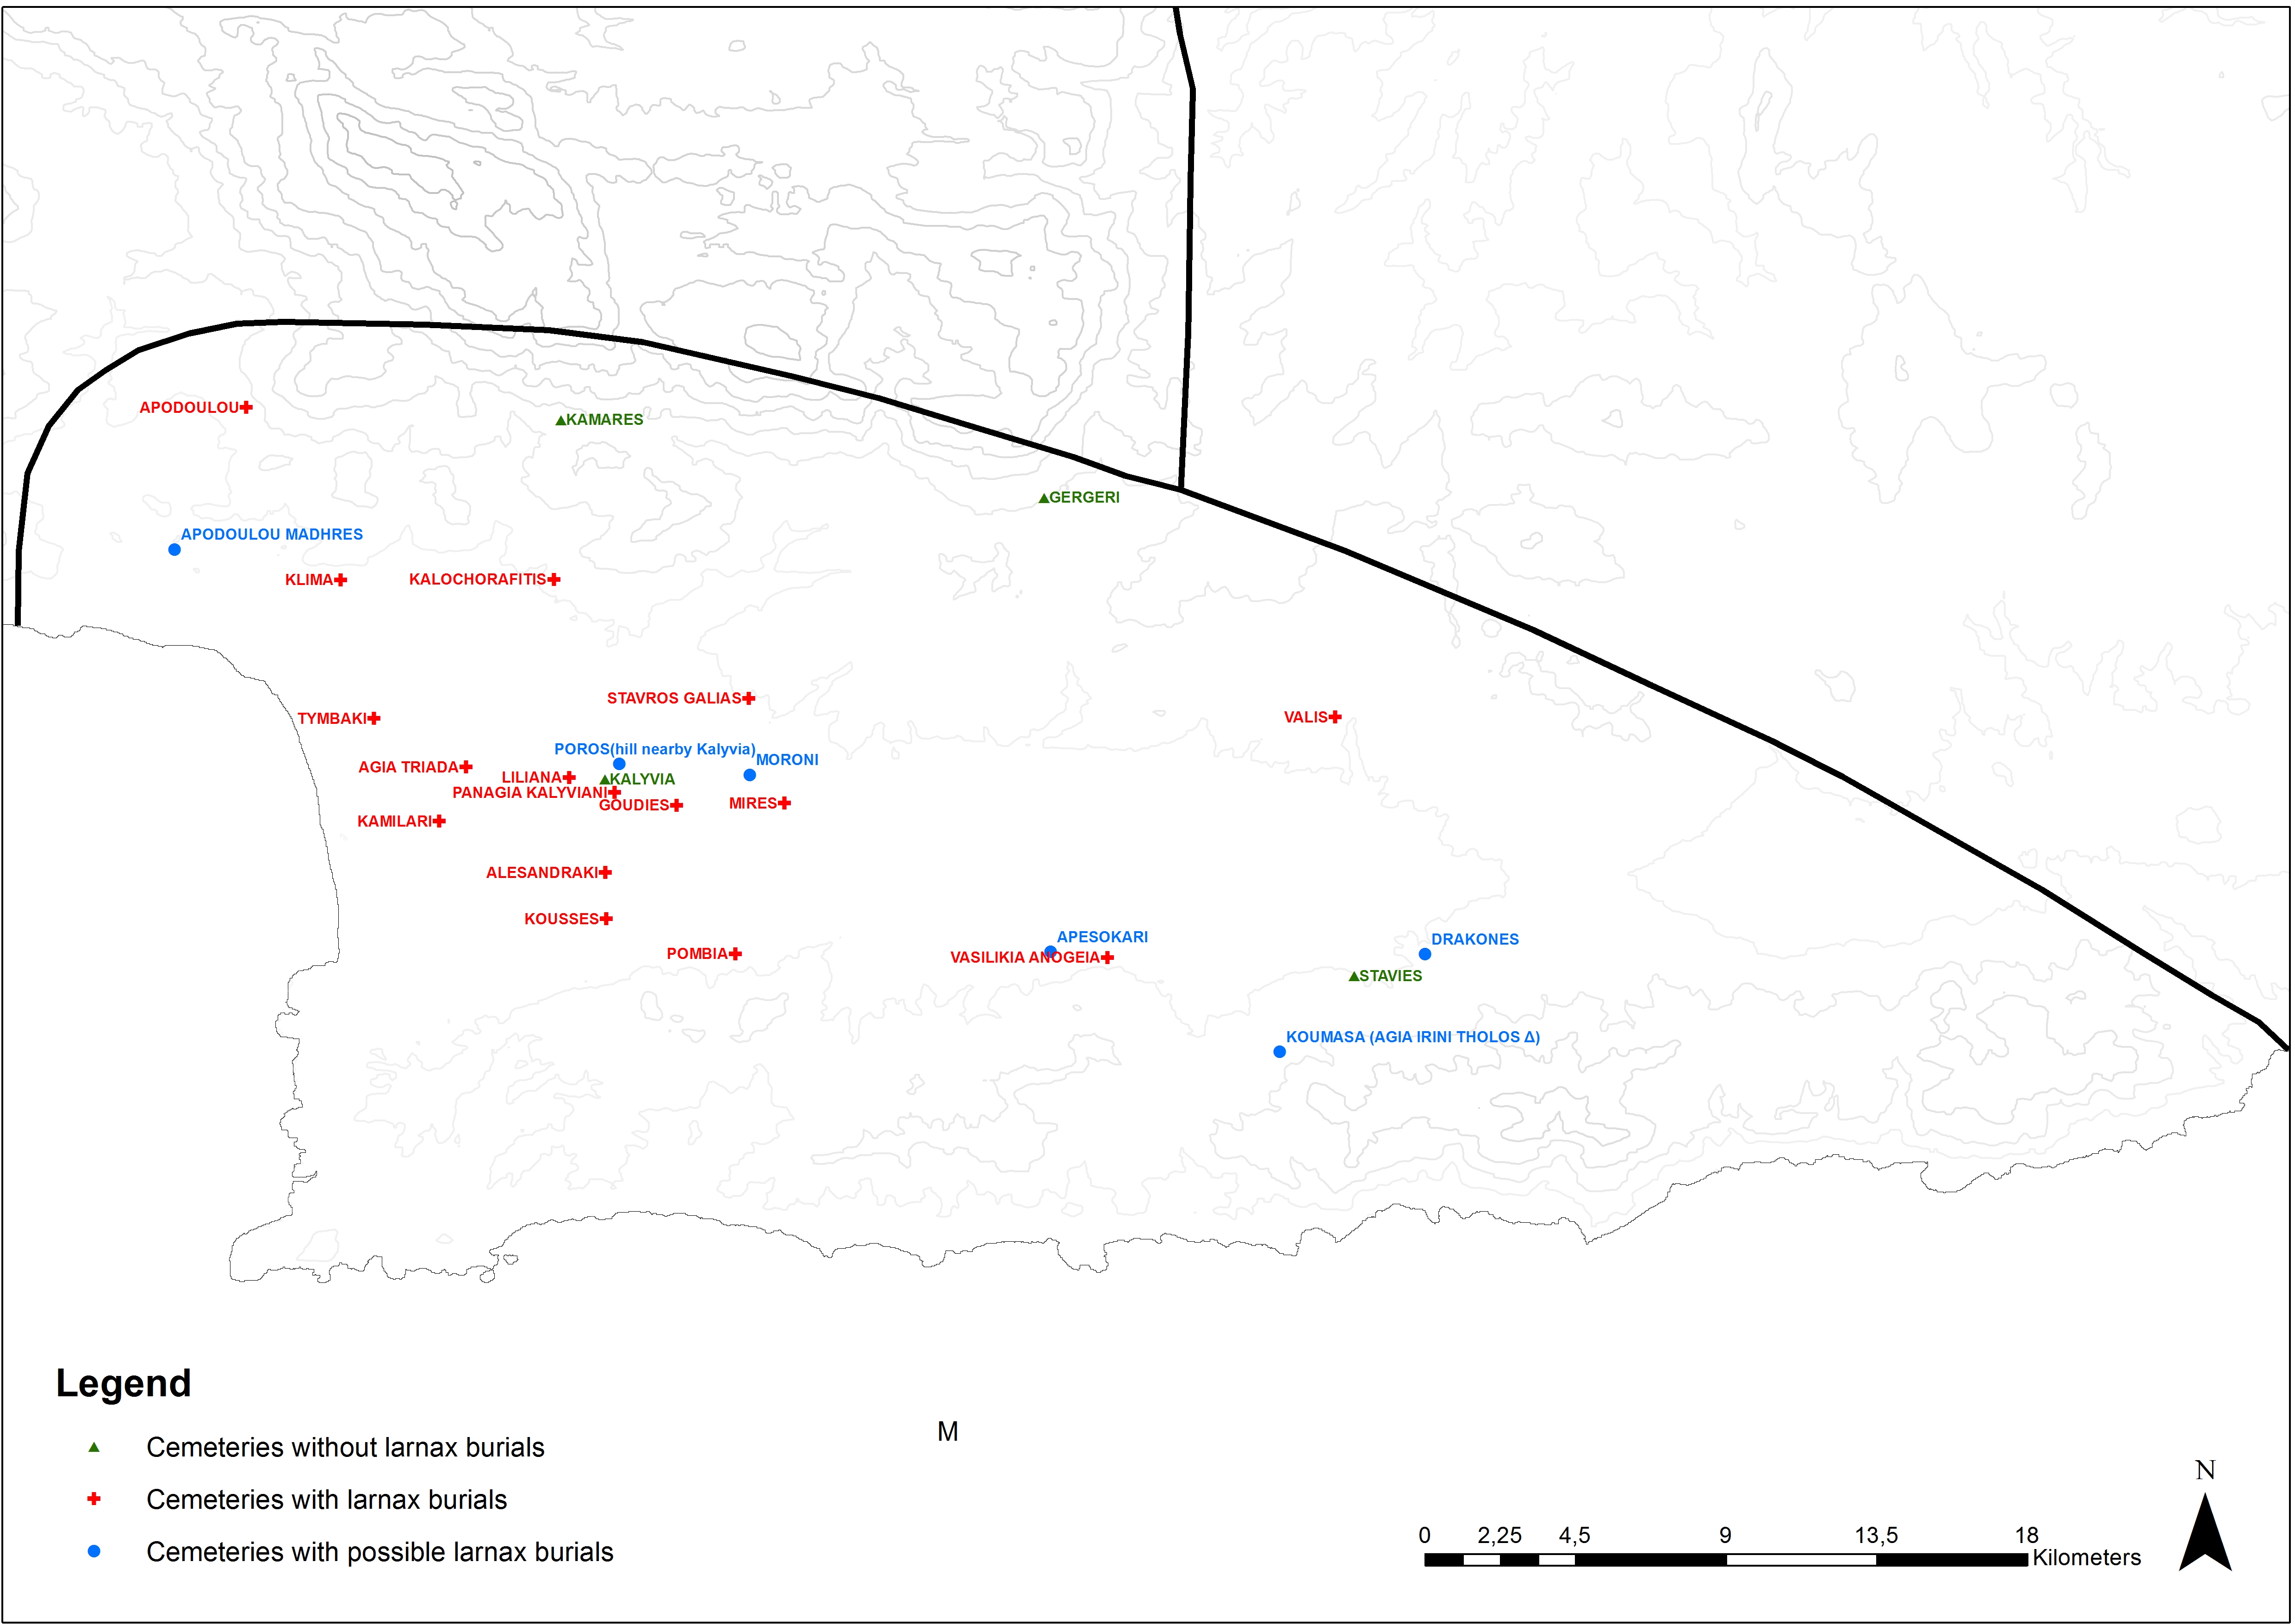 APODOULOU
KAMARES
GERGERI
APODOULOU MADHRES
KLIMA
KALOCHORAFITIS
STAVROS GALIAS
TYMBAKI
VALIS
POROS(hill nearby Kalyvia)
MORONI
AGIA TRIADA
LILIANA
KALYVIA
PANAGIA KALYVIANI
GOUDIES
MIRES
KAMILARI
ALESANDRAKI
KOUSSES
POMBIA
APESOKARI
VASILIKIA ANOGEIA
DRAKONES
STAVIES
KOUMASA (AGIA IRINI THOLOS Δ)
Legend
Cemeteries without larnax burials
Cemeteries with larnax burials
Cemeteries with possible larnax burials
M
N
0 2,25 4,5 9 13,5 18
Kilometers